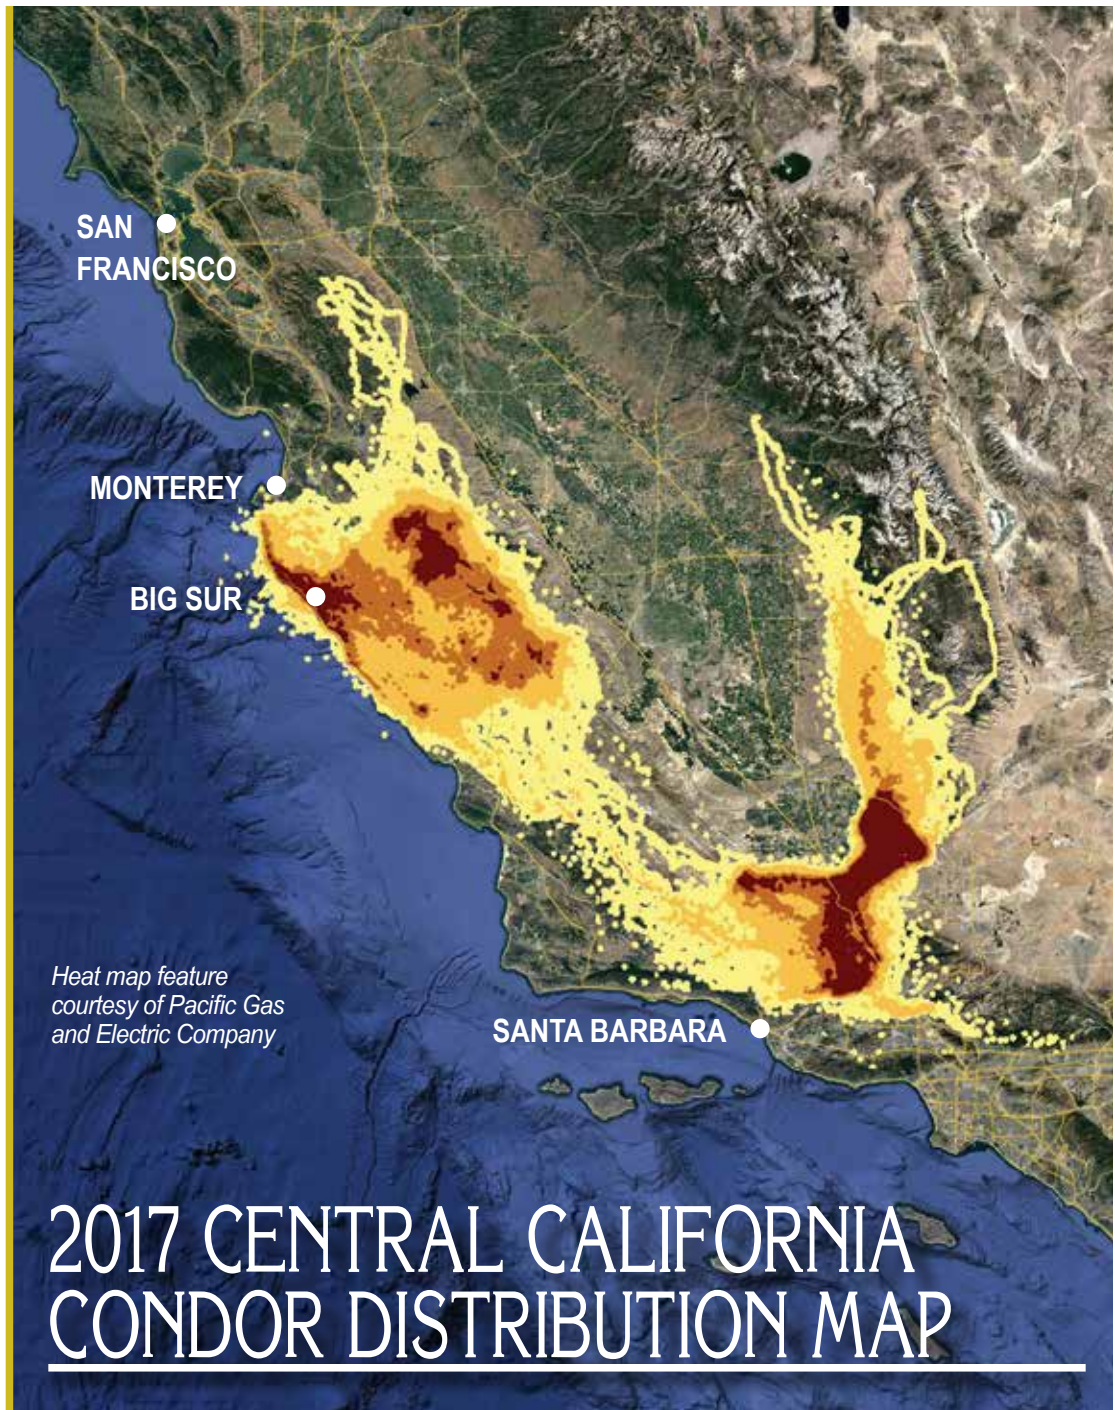 SAN
FRANCISCO
MONTEREY
BIG SUR
Heat map feature
courtesy of Pacific Gas
and Electric Company
SANTA BARBARA
2017 CENTRAL CALIFORNIA
CONDOR DISTRIBUTION MAP